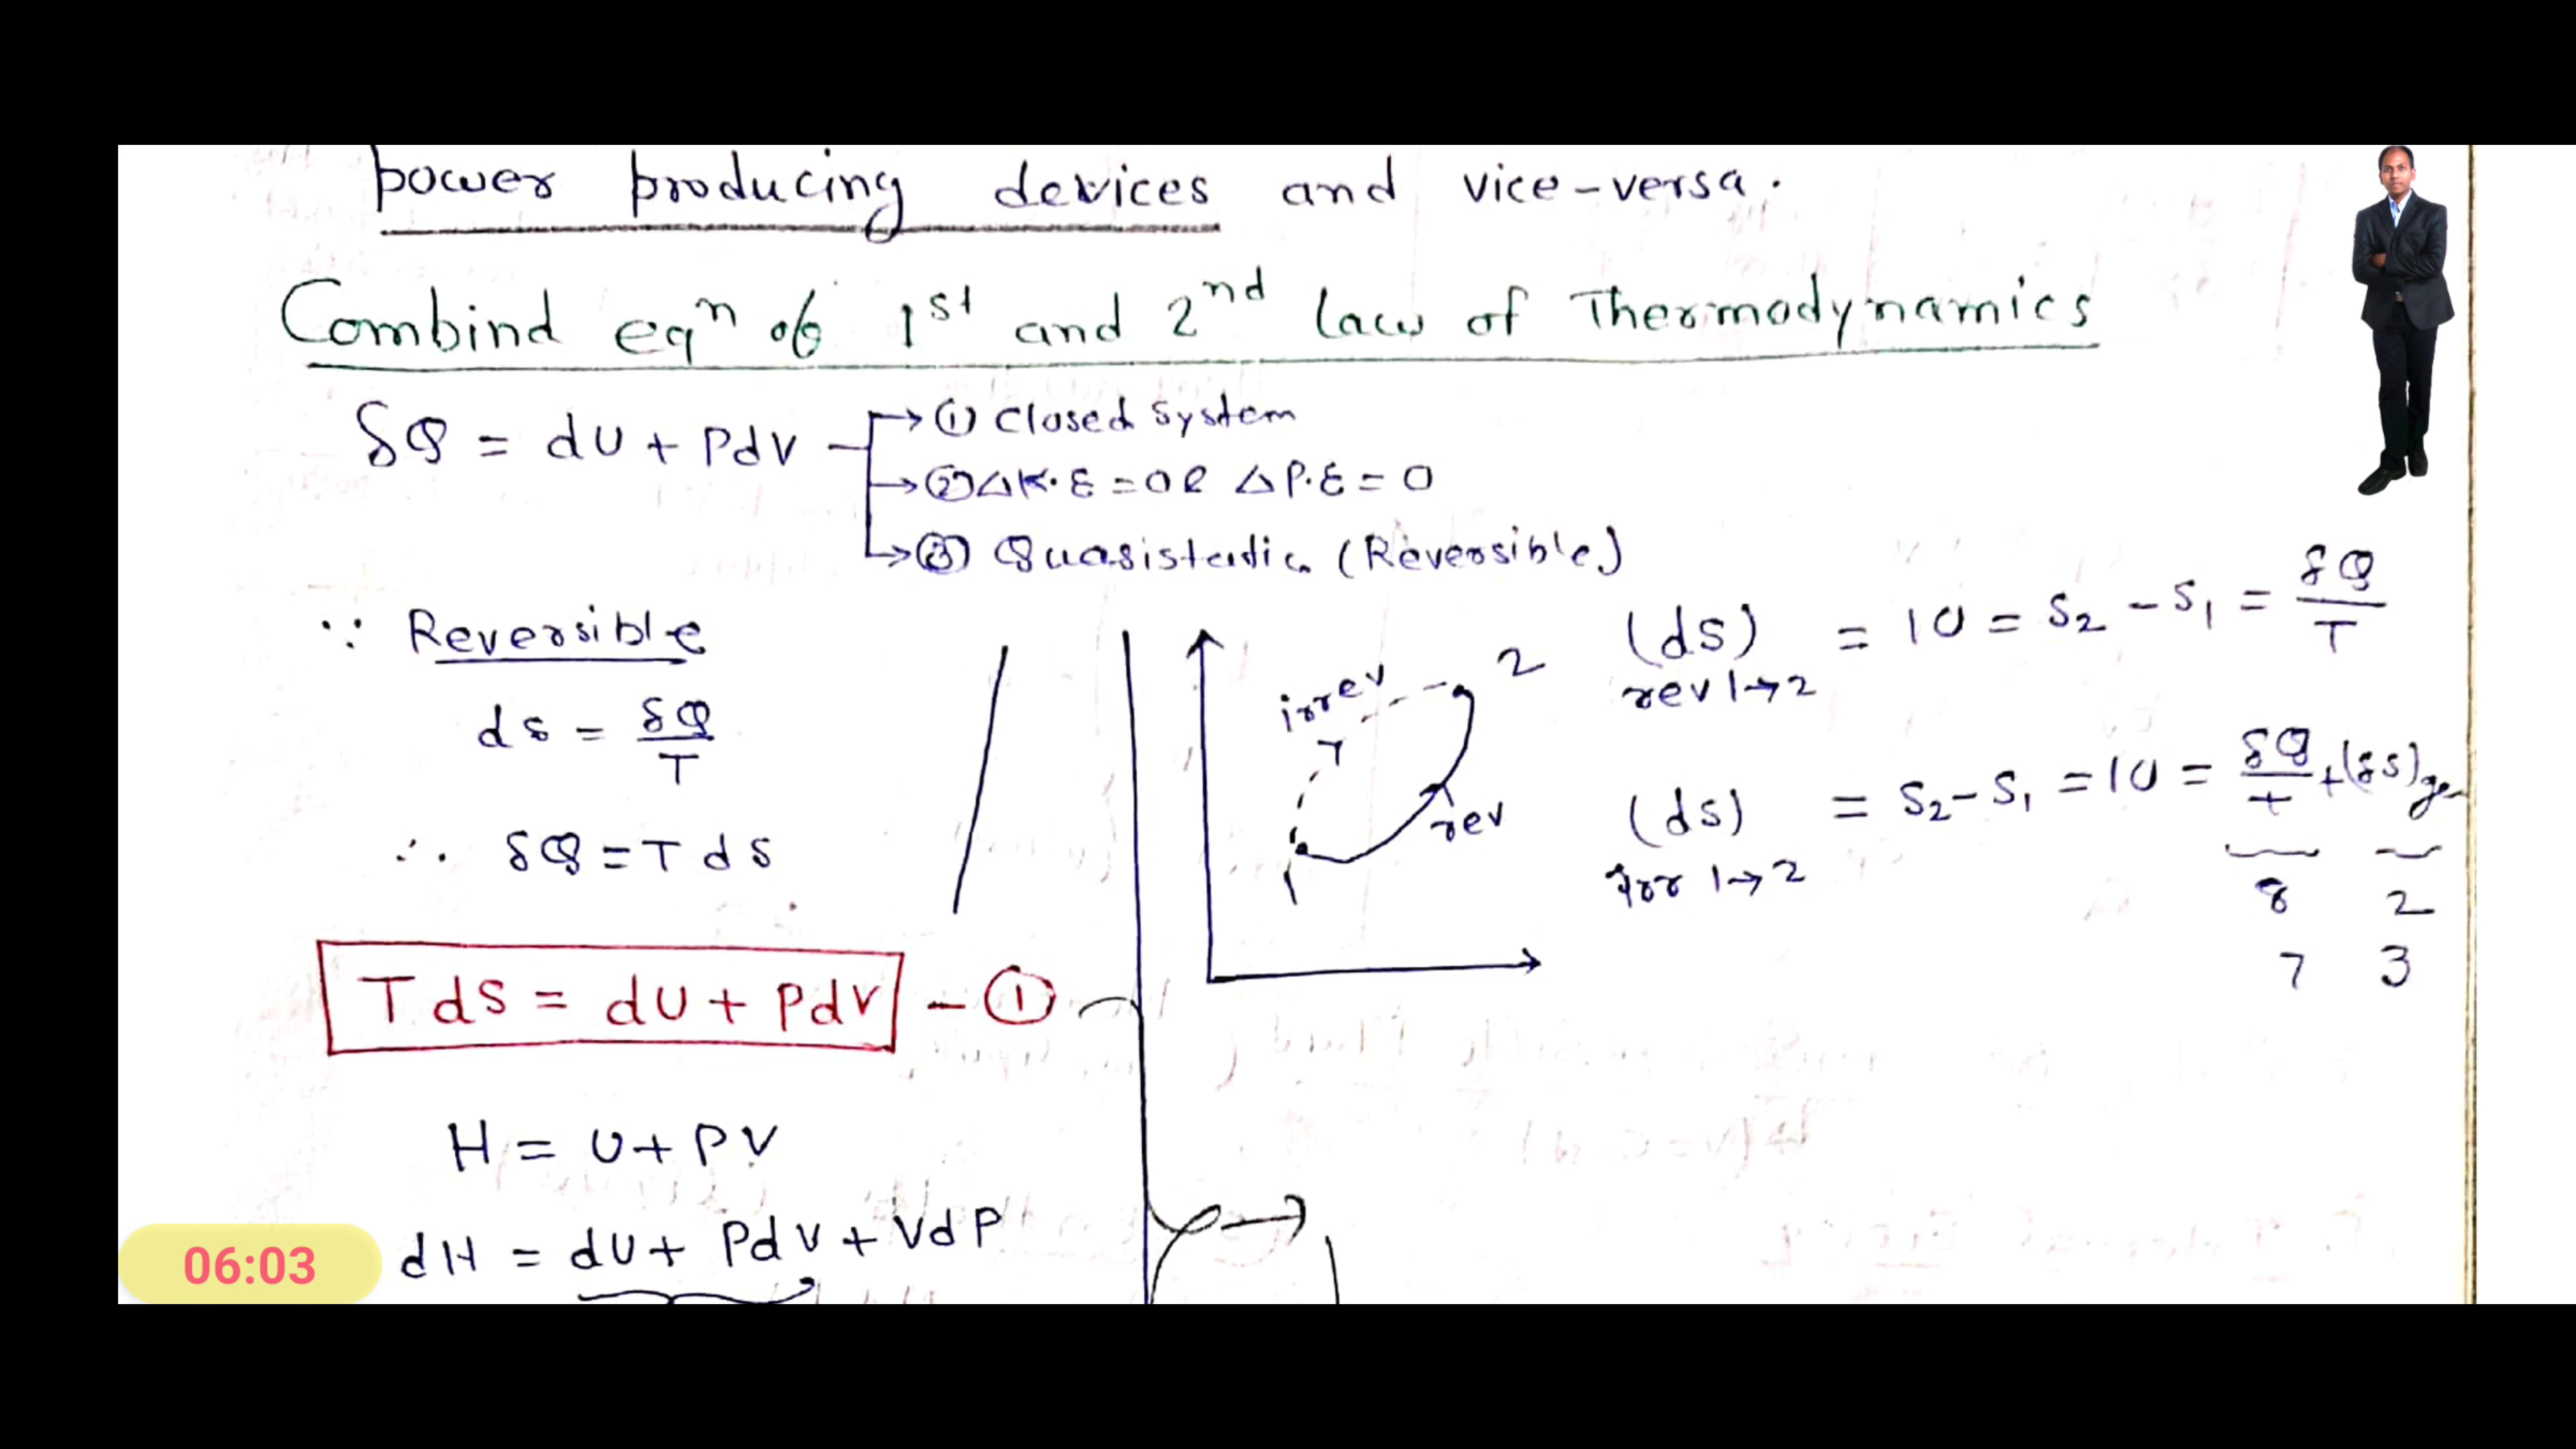 power producing devices and vice-versa.
Combind eqⁿ of 1st and 2nd law of Thermodynamics
δQ = dU + PdV
→ ① Closed System
→ ② ΔK.E = 0 & ΔP.E = 0
→ ③ Quasistatic (Reversible)
∵ Reversible
ds = δQ/T
∴ δQ = T ds
TdS = dU + PdV - ①
H = U + PV
dH = dU + PdV + VdP
irrev
2
rev
1
(ds) rev 1→2 = 10 = S₂ - S₁ = δQ/T
(ds) for 1→2 = S₂ - S₁ = 10 = δQ/t + (δS)gen
8 2
7 3
06:03